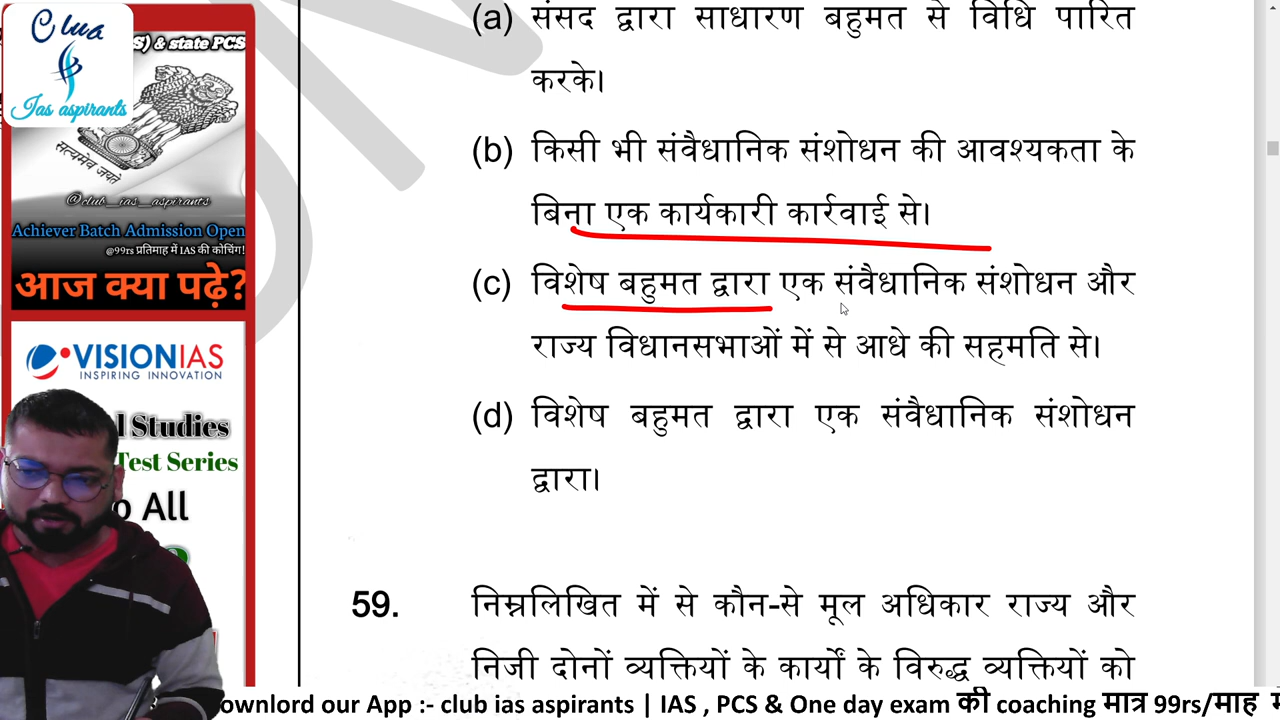 Clua
Ias aspirants
S) & state PCS
सत्यमेव जयते
@club_ias_aspirants
Achiever Batch Admission Open
@99rs प्रतिमाह में IAS की कोचिंग!
आज क्या पढ़े?
VISIONIAS
INSPIRING INNOVATION
l Studies
Test Series
o All
(a) संसद द्वारा साधारण बहुमत से विधि पारित
करके।
(b) किसी भी संवैधानिक संशोधन की आवश्यकता के
बिना एक कार्यकारी कार्रवाई से।
(c) विशेष बहुमत द्वारा एक संवैधानिक संशोधन और
राज्य विधानसभाओं में से आधे की सहमति से।
(d) विशेष बहुमत द्वारा एक संवैधानिक संशोधन
द्वारा।
59. निम्नलिखित में से कौन-से मूल अधिकार राज्य और
निजी दोनों व्यक्तियों के कार्यों के विरुद्ध व्यक्तियों को
ownlord our App :- club ias aspirants | IAS , PCS & One day exam की coaching मात्र 99rs/माह